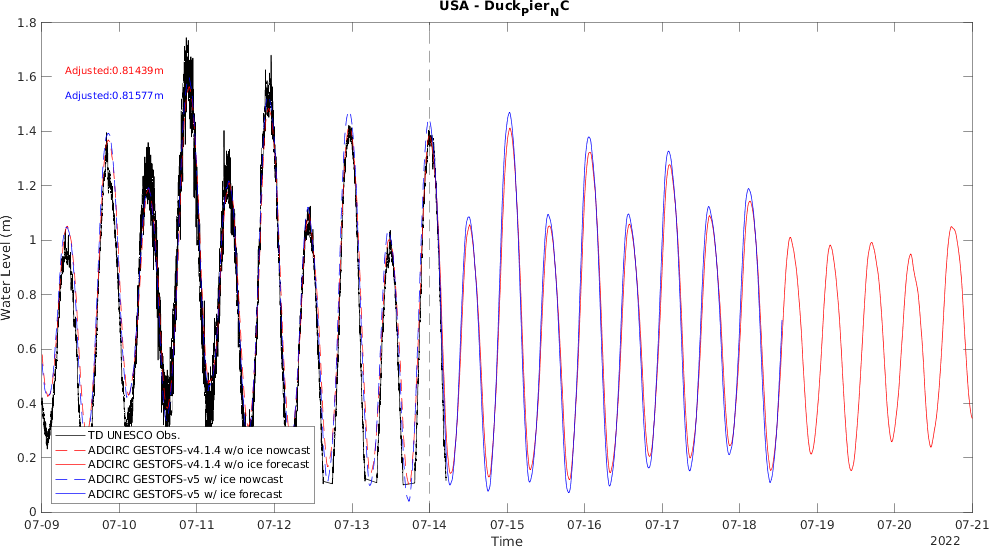 USA - DuckPierNC
1.8
1.6
1.4
1.2
1
0.8
0.6
0.4
0.2
0
Water Level (m)
Adjusted:0.81439m
Adjusted:0.81577m
TD UNESCO Obs.
ADCIRC GESTOFS-v4.1.4 w/o ice nowcast
ADCIRC GESTOFS-v4.1.4 w/o ice forecast
ADCIRC GESTOFS-v5 w/ ice nowcast
ADCIRC GESTOFS-v5 w/ ice forecast
07-09 07-10 07-11 07-12 07-13 07-14 07-15 07-16 07-17 07-18 07-19 07-20 07-21
Time
2022